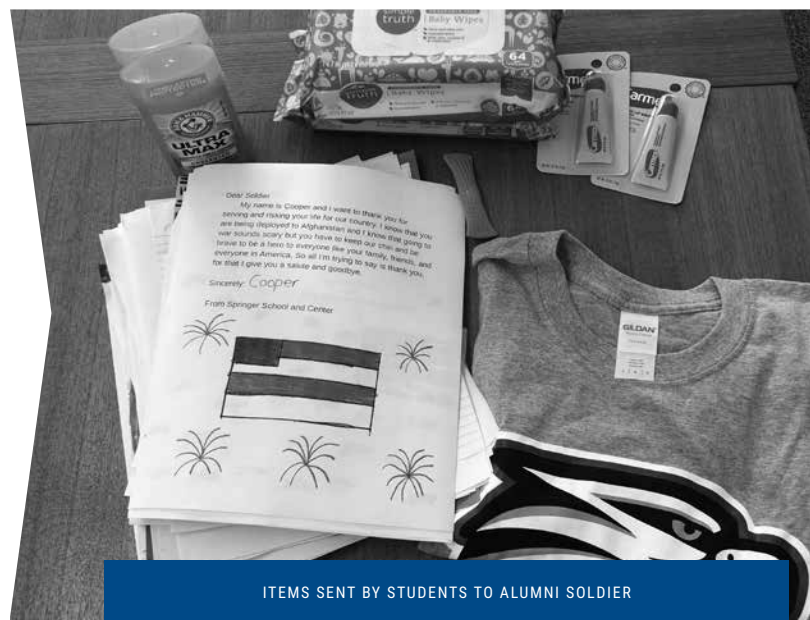 simple
truth
Baby Wipes
64
truth
Baby Wipes
ARM & HAMMER
ULTRA
MAX
Dear Soldier
My name is Cooper and I want to thank you for
serving and risking your life for our country. I know that you
are being deployed to Afghanistan and I know that going to
war sounds scary but you have to keep our chin and be
brave to be a hero to everyone like your family, friends, and
everyone is America. So all I'm trying to say is thank you,
for that I give you a salute and goodbye.
Sincerely: Cooper
From Springer School and Center
GILDAN
ITEMS SENT BY STUDENTS TO ALUMNI SOLDIER